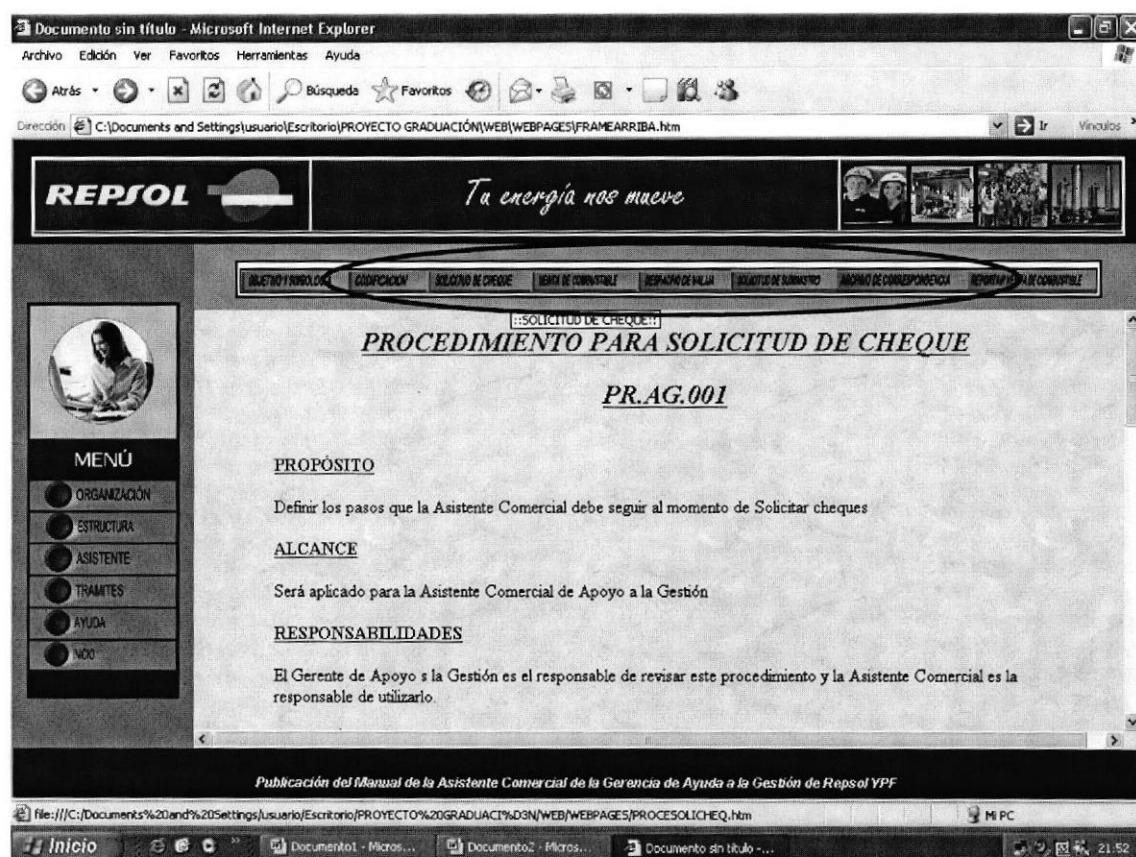 Documento sin título - Microsoft Internet Explorer
Archivo Edición Ver Favoritos Herramientas Ayuda
Atrás Búsqueda Favoritos
Dirección C:\Documents and Settings\usuario\Escritorio\PROYECTO GRADUACIÓN\WEB\WEBPAGES\FRAMEARRIBA.htm Ir Vínculos
REPSOL Tu energía nos mueve
CODIFICACION SOLICITUD DE CHEQUE VENTA DE COMBUSTIBLE DESPACHO DE VALIJA SOLICITUD DE SUMINISTRO ARCHIVO DE CORRESPONDENCIA
::SOLICITUD DE CHEQUE::
PROCEDIMIENTO PARA SOLICITUD DE CHEQUE
PR.AG.001
MENÚ
ORGANIZACIÓN
ESTRUCTURA
ASISTENTE
TRAMITES
AYUDA
INICIO
PROPÓSITO
Definir los pasos que la Asistente Comercial debe seguir al momento de Solicitar cheques
ALCANCE
Será aplicado para la Asistente Comercial de Apoyo a la Gestión
RESPONSABILIDADES
El Gerente de Apoyo s la Gestión es el responsable de revisar este procedimiento y la Asistente Comercial es la
responsable de utilizarlo.
Publicación del Manual de la Asistente Comercial de la Gerencia de Ayuda a la Gestión de Repsol YPF
file:///C:/Documents%20and%20Settings/usuario/Escritorio/PROYECTO%20GRADUACI%D3N/WEB/WEBPAGES/PROCESOLICHEQ.htm Mi PC
Inicio Documento1 - Micros... Documento2 - Micros... Documento sin título -... 21:52